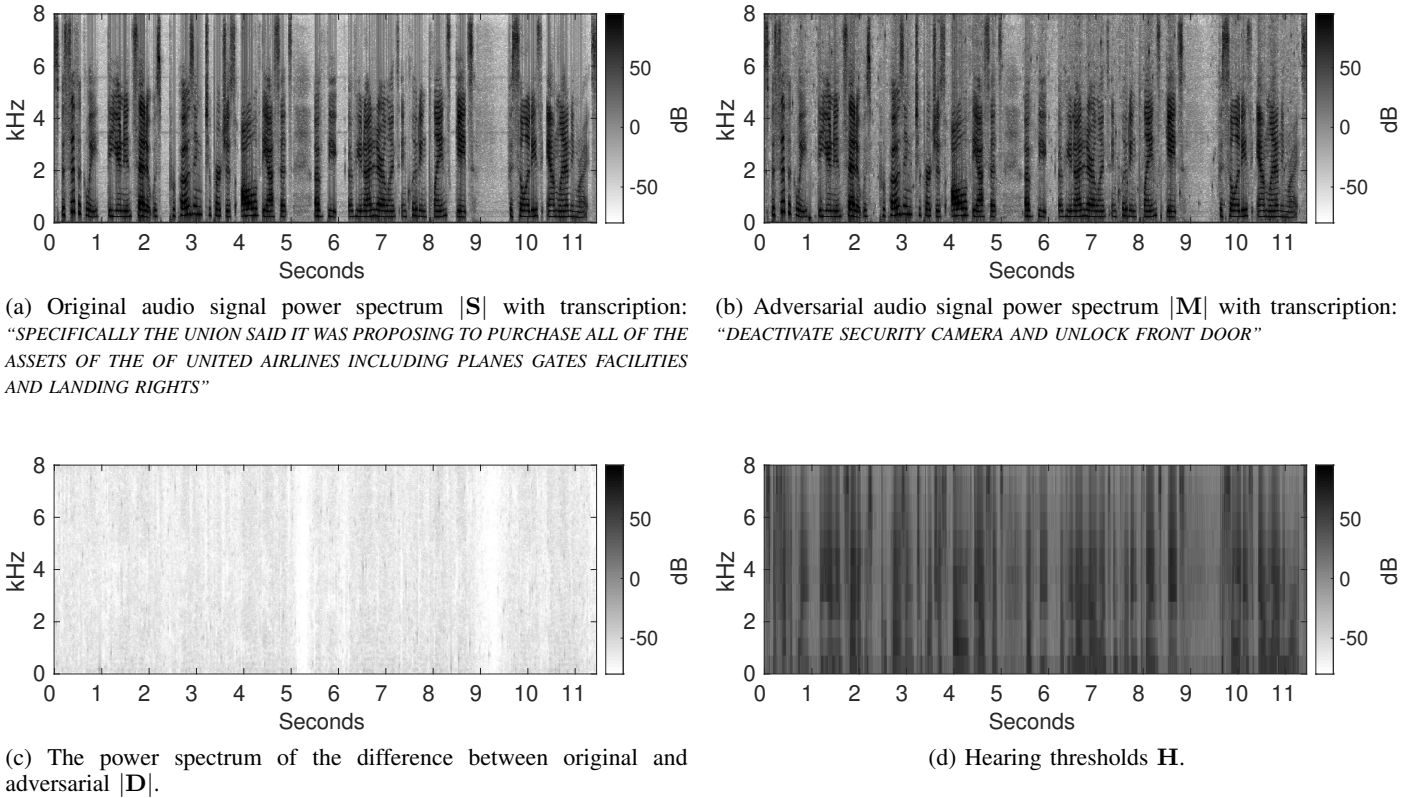 8
6
4
2
0
kHz
0 1 2 3 4 5 6 7 8 9 10 11
Seconds
50
0
-50
dB
(a) Original audio signal power spectrum |S| with transcription:
“SPECIFICALLY THE UNION SAID IT WAS PROPOSING TO PURCHASE ALL OF THE
ASSETS OF THE OF UNITED AIRLINES INCLUDING PLANES GATES FACILITIES
AND LANDING RIGHTS”
8
6
4
2
0
kHz
0 1 2 3 4 5 6 7 8 9 10 11
Seconds
50
0
-50
dB
(b) Adversarial audio signal power spectrum |M| with transcription:
“DEACTIVATE SECURITY CAMERA AND UNLOCK FRONT DOOR”
8
6
4
2
0
kHz
0 1 2 3 4 5 6 7 8 9 10 11
Seconds
50
0
-50
dB
(c) The power spectrum of the difference between original and
adversarial |D|.
8
6
4
2
0
kHz
0 1 2 3 4 5 6 7 8 9 10 11
Seconds
50
0
-50
dB
(d) Hearing thresholds H.